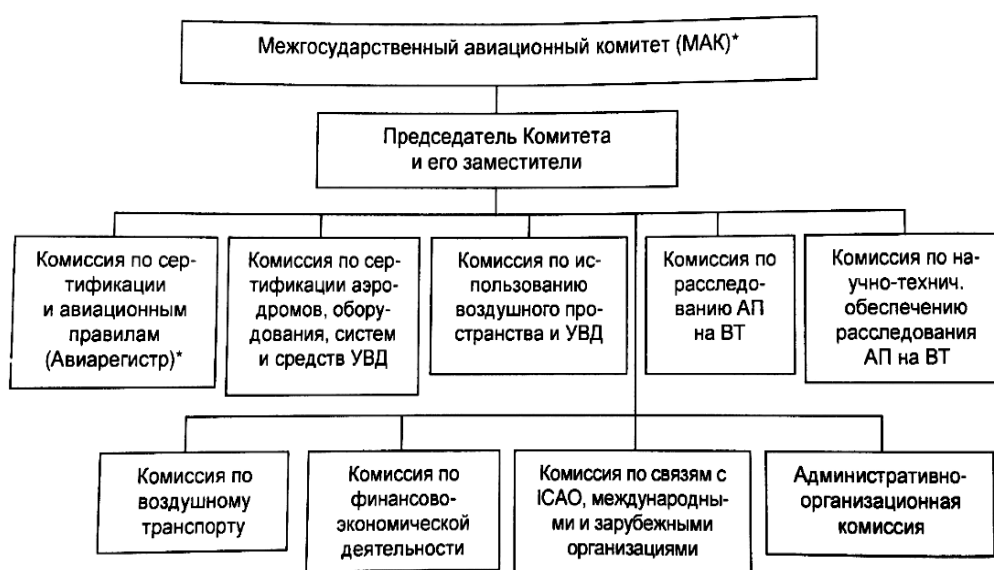 Межгосударственный авиационный комитет (МАК)*
Председатель Комитета
и его заместители
Комиссия по сер-
тификации
и авиационным
правилам
(Авиарегистр)*
Комиссия по сер-
тификации аэро-
дромов, обору-
дования, систем
и средств УВД
Комиссия по ис-
пользованию
воздушного про-
странства и УВД
Комиссия по
расследо-
ванию АП
на ВТ
Комиссия по на-
учно-технич.
обеспечению
расследования
АП на ВТ
Комиссия по
воздушному
транспорту
Комиссия по
финансово-
экономической
деятельности
Комиссия по связям с
ICAO, международны-
ми и зарубежными
организациями
Административно-
организационная
комиссия